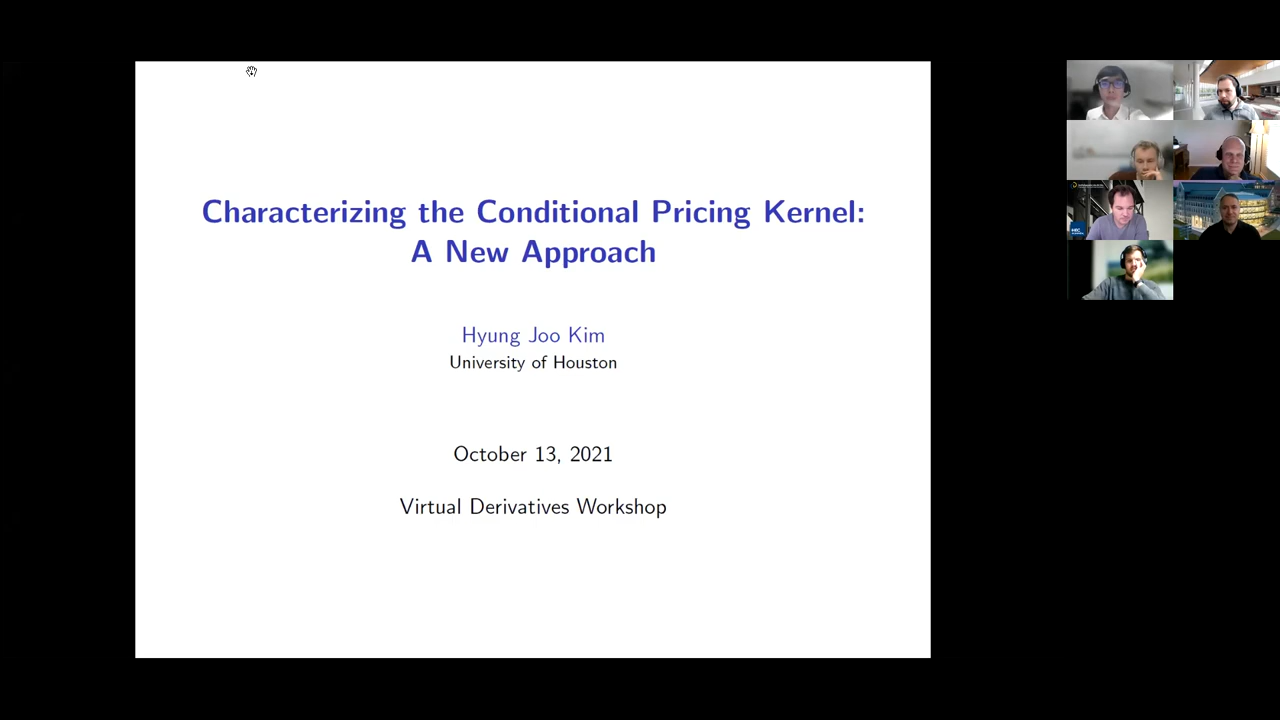 Characterizing the Conditional Pricing Kernel:
A New Approach
Hyung Joo Kim
University of Houston
October 13, 2021
Virtual Derivatives Workshop
HEC